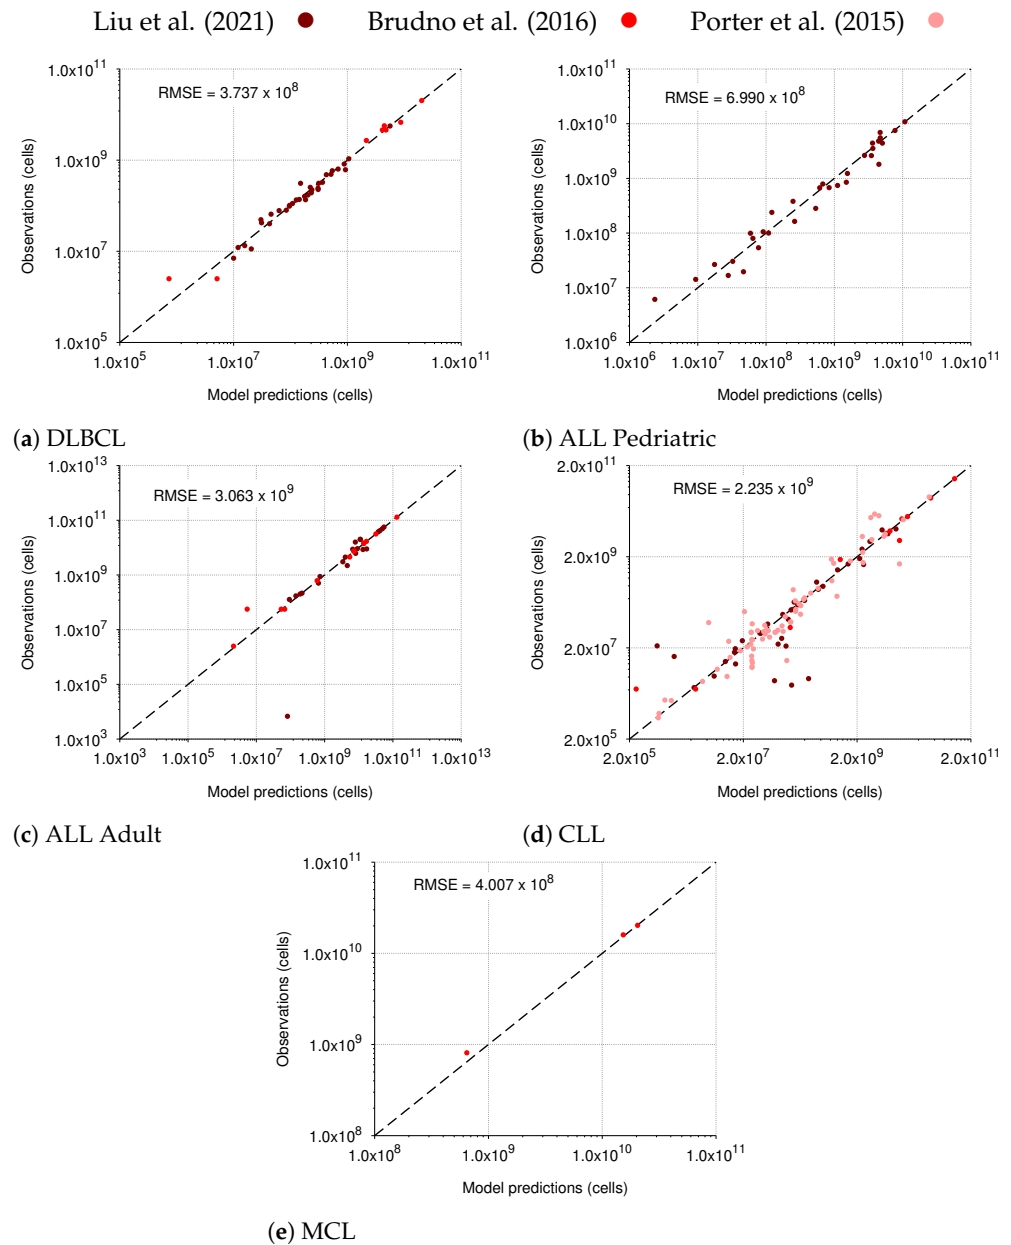 Liu et al. (2021) Brudno et al. (2016) Porter et al. (2015)
RMSE = 3.737 x 10^8
1.0x10^11
1.0x10^9
1.0x10^7
1.0x10^5
Observations (cells)
1.0x10^5 1.0x10^7 1.0x10^9 1.0x10^11
Model predictions (cells)
(a) DLBCL
RMSE = 6.990 x 10^8
1.0x10^11
1.0x10^10
1.0x10^9
1.0x10^8
1.0x10^7
1.0x10^6
Observations (cells)
1.0x10^6 1.0x10^7 1.0x10^8 1.0x10^9 1.0x10^10 1.0x10^11
Model predictions (cells)
(b) ALL Pedriatric
RMSE = 3.063 x 10^9
1.0x10^13
1.0x10^11
1.0x10^9
1.0x10^7
1.0x10^5
1.0x10^3
Observations (cells)
1.0x10^3 1.0x10^5 1.0x10^7 1.0x10^9 1.0x10^11 1.0x10^13
Model predictions (cells)
(c) ALL Adult
RMSE = 2.235 x 10^9
2.0x10^11
2.0x10^9
2.0x10^7
2.0x10^5
Observations (cells)
2.0x10^5 2.0x10^7 2.0x10^9 2.0x10^11
Model predictions (cells)
(d) CLL
RMSE = 4.007 x 10^8
1.0x10^11
1.0x10^10
1.0x10^9
1.0x10^8
Observations (cells)
1.0x10^8 1.0x10^9 1.0x10^10 1.0x10^11
Model predictions (cells)
(e) MCL